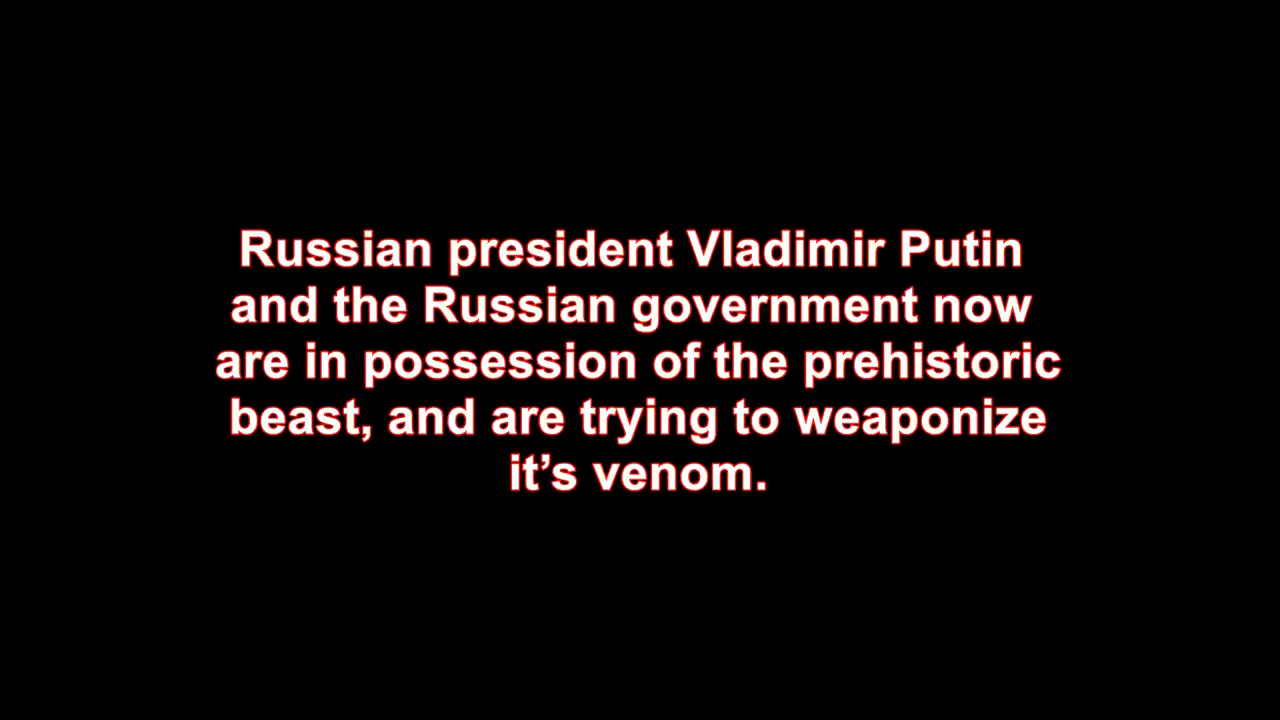 Russian president Vladimir Putin
and the Russian government now
are in possession of the prehistoric
beast, and are trying to weaponize
it’s venom.